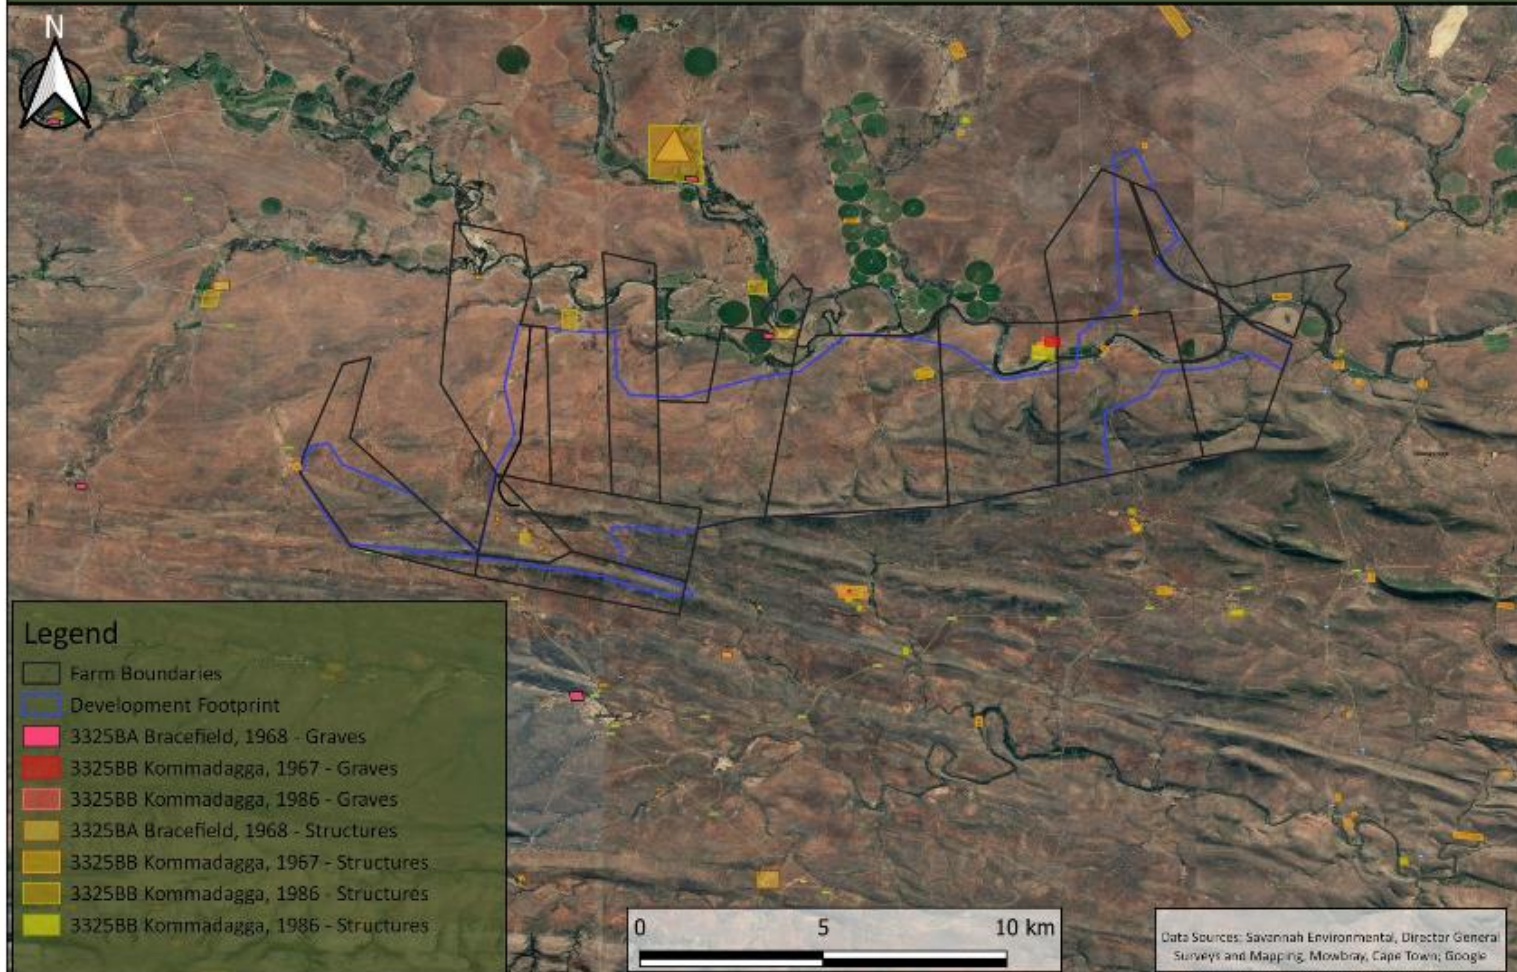 N
Legend
Farm Boundaries
Development Footprint
3325BA Bracefield, 1968 - Graves
3325BB Kommadagga, 1967 - Graves
3325BB Kommadagga, 1986 - Graves
3325BA Bracefield, 1968 - Structures
3325BB Kommadagga, 1967 - Structures
3325BB Kommadagga, 1986 - Structures
3325BB Kommadagga, 1986 - Structures
0 5 10 km
Data Sources: Savannah Environmental, Director General
Surveys and Mapping, Mowbray, Cape Town; Google